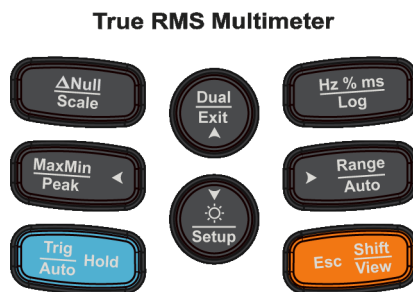 True RMS Multimeter
ΔNull
Scale
Dual
Exit
Hz % ms
Log
MaxMin
Peak
Range
Auto
Setup
Trig
Auto Hold
Esc Shift
View